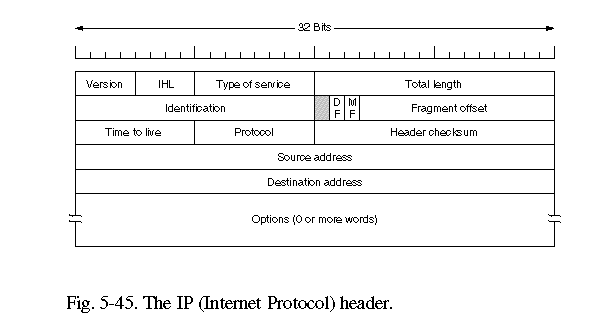 32 Bits
Version IHL Type of service Total length
Identification D F M F Fragment offset
Time to live Protocol Header checksum
Source address
Destination address
Options (0 or more words)
Fig. 5-45. The IP (Internet Protocol) header.